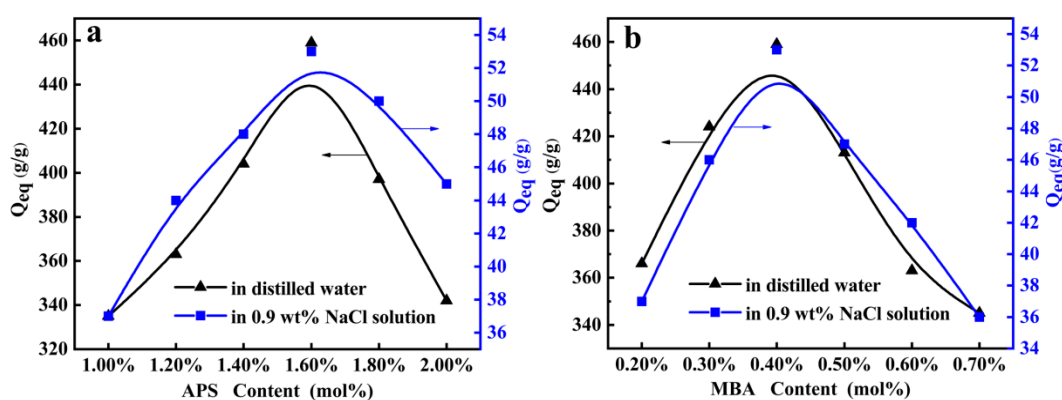 a
Qeq (g/g)
460
440
420
400
380
360
340
320
54
52
50
48
46
44
42
40
38
36
Qeq (g/g)
in distilled water
in 0.9 wt% NaCl solution
1.00% 1.20% 1.40% 1.60% 1.80% 2.00%
APS Content (mol%)
b
Qeq (g/g)
460
440
420
400
380
360
340
54
52
50
48
46
44
42
40
38
36
34
Qeq(g/g)
in distilled water
in 0.9 wt% NaCl solution
0.20% 0.30% 0.40% 0.50% 0.60% 0.70%
MBA Content (mol%)